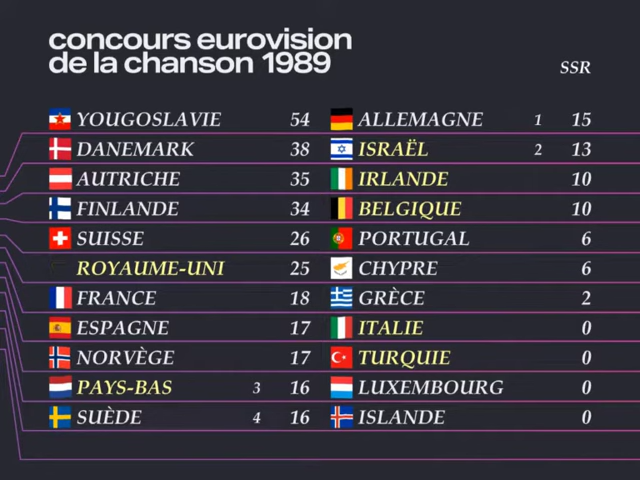 concours eurovision
de la chanson 1989
SSR
YOUGOSLAVIE 54
DANEMARK 38
AUTRICHE 35
FINLANDE 34
SUISSE 26
ROYAUME-UNI 25
FRANCE 18
ESPAGNE 17
NORVÈGE 17
PAYS-BAS 3 16
SUÈDE 4 16
ALLEMAGNE 1 15
ISRAËL 2 13
IRLANDE 10
BELGIQUE 10
PORTUGAL 6
CHYPRE 6
GRÈCE 2
ITALIE 0
TURQUIE 0
LUXEMBOURG 0
ISLANDE 0